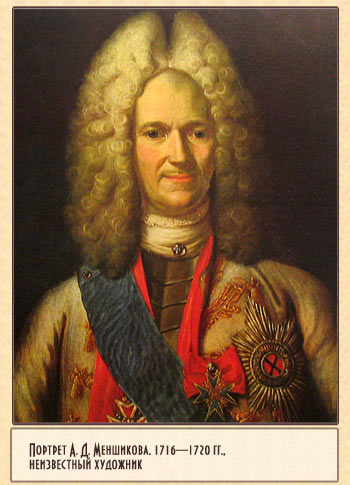 Портрет А. Д. Меншикова. 1716—1720 гг.,
неизвестный художник